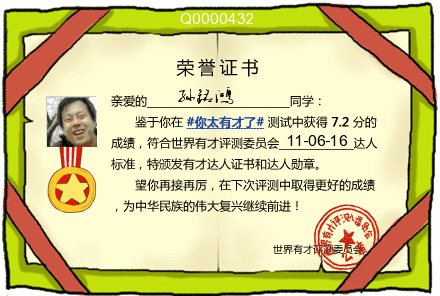 Q0000432
荣誉证书
亲爱的孙铭鸿同学：
鉴于你在 #你太有才了# 测试中获得 7.2 分的
成绩，符合世界有才评测委员会 11-06-16 达人
标准，特颁发有才达人证书和达人勋章。
望你再接再厉，在下次评测中取得更好的成绩
，为中华民族的伟大复兴继续前进！
世界有才评测委员会
世界有才评测委员会